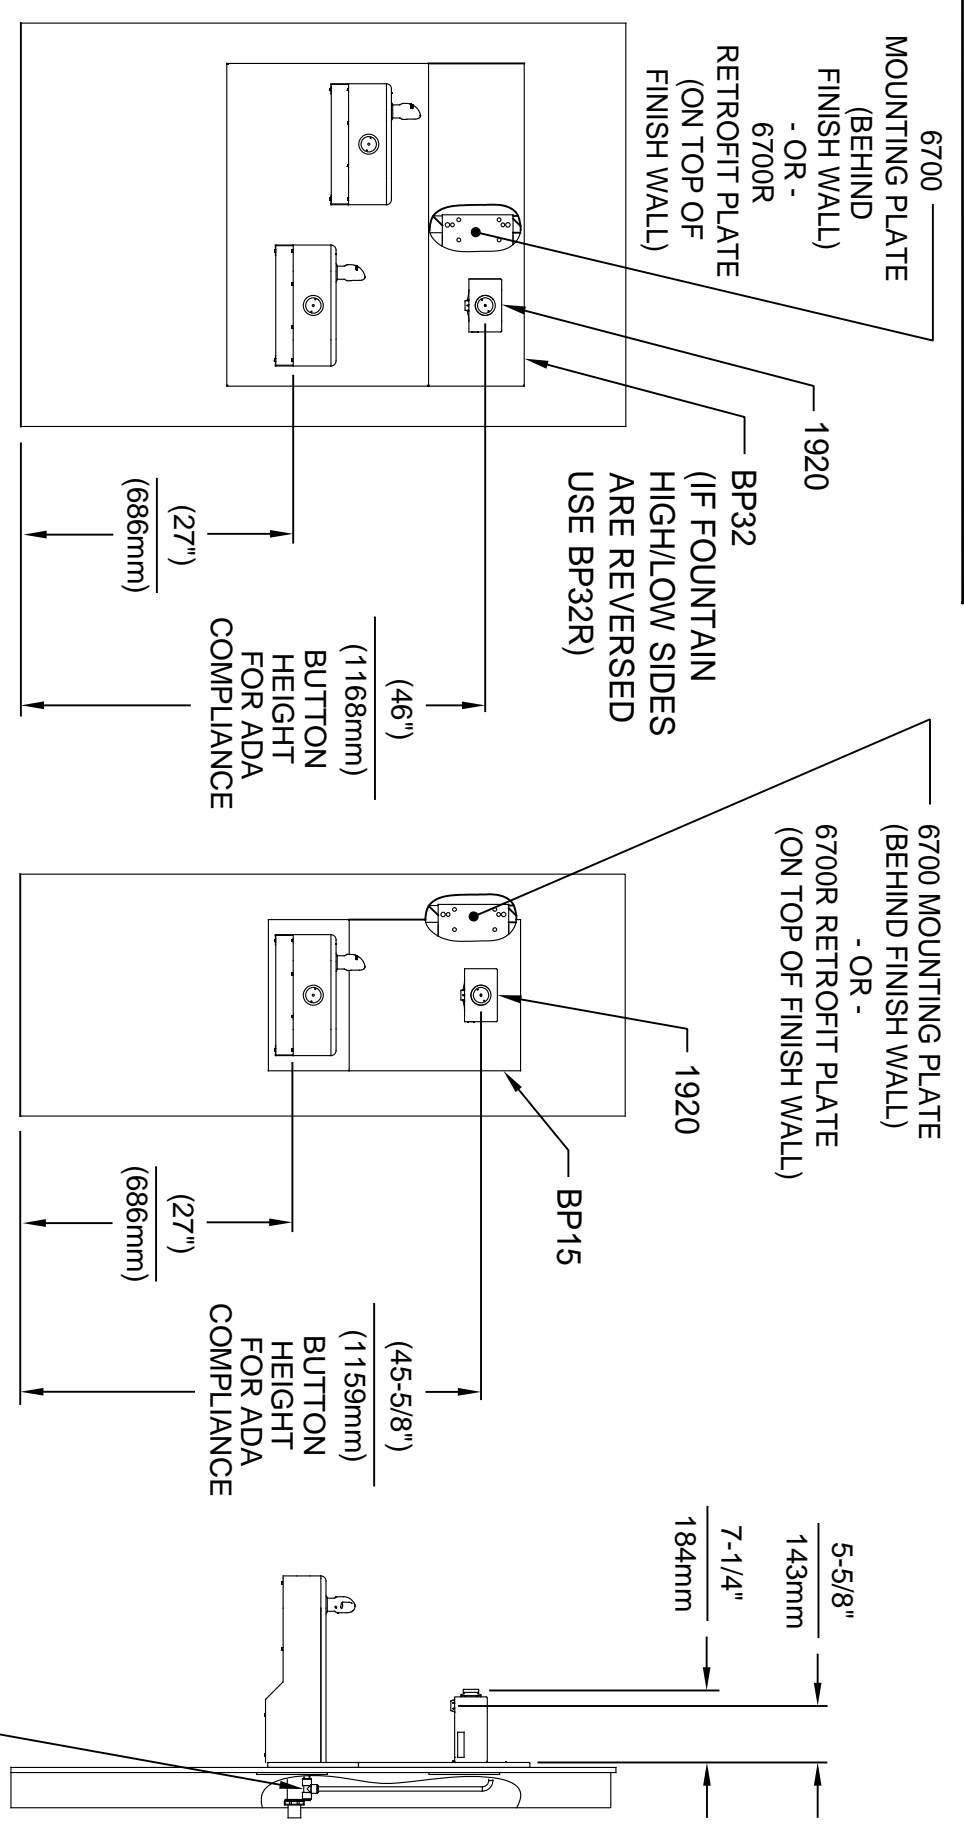 6700
MOUNTING PLATE
(BEHIND
FINISH WALL)
- OR -
6700R
RETROFIT PLATE
(ON TOP OF
FINISH WALL)
1920
BP32
(IF FOUNTAIN
HIGH/LOW SIDES
ARE REVERSED
USE BP32R)
(27")
(686mm)
(46")
(1168mm)
BUTTON
HEIGHT
FOR ADA
COMPLIANCE
6700 MOUNTING PLATE
(BEHIND FINISH WALL)
- OR -
6700R RETROFIT PLATE
(ON TOP OF FINISH WALL)
1920
BP15
(27")
(686mm)
(45-5/8")
(1159mm)
BUTTON
HEIGHT
FOR ADA
COMPLIANCE
5-5/8"
143mm
7-1/4"
184mm